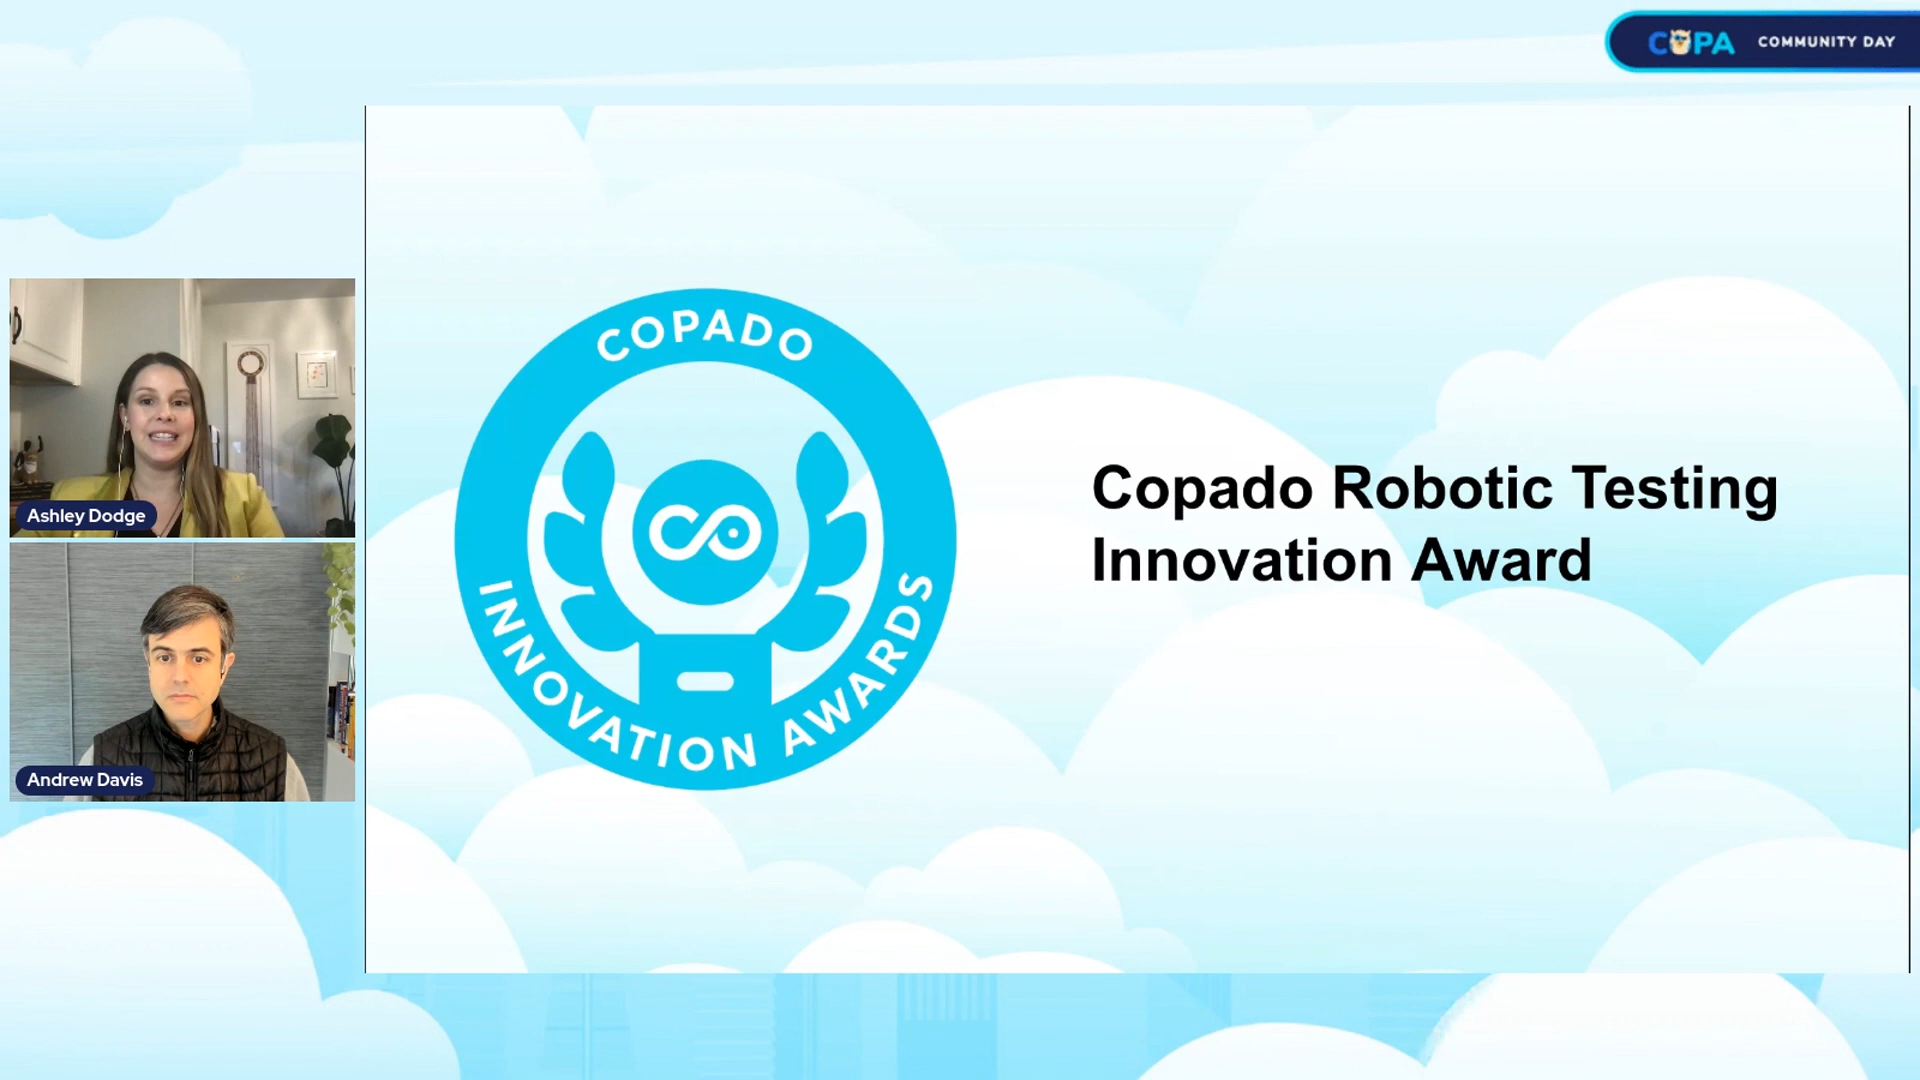 COPA COMMUNITY DAY
COPADO
INNOVATION AWARDS
Copado Robotic Testing
Innovation Award
Ashley Dodge
Andrew Davis